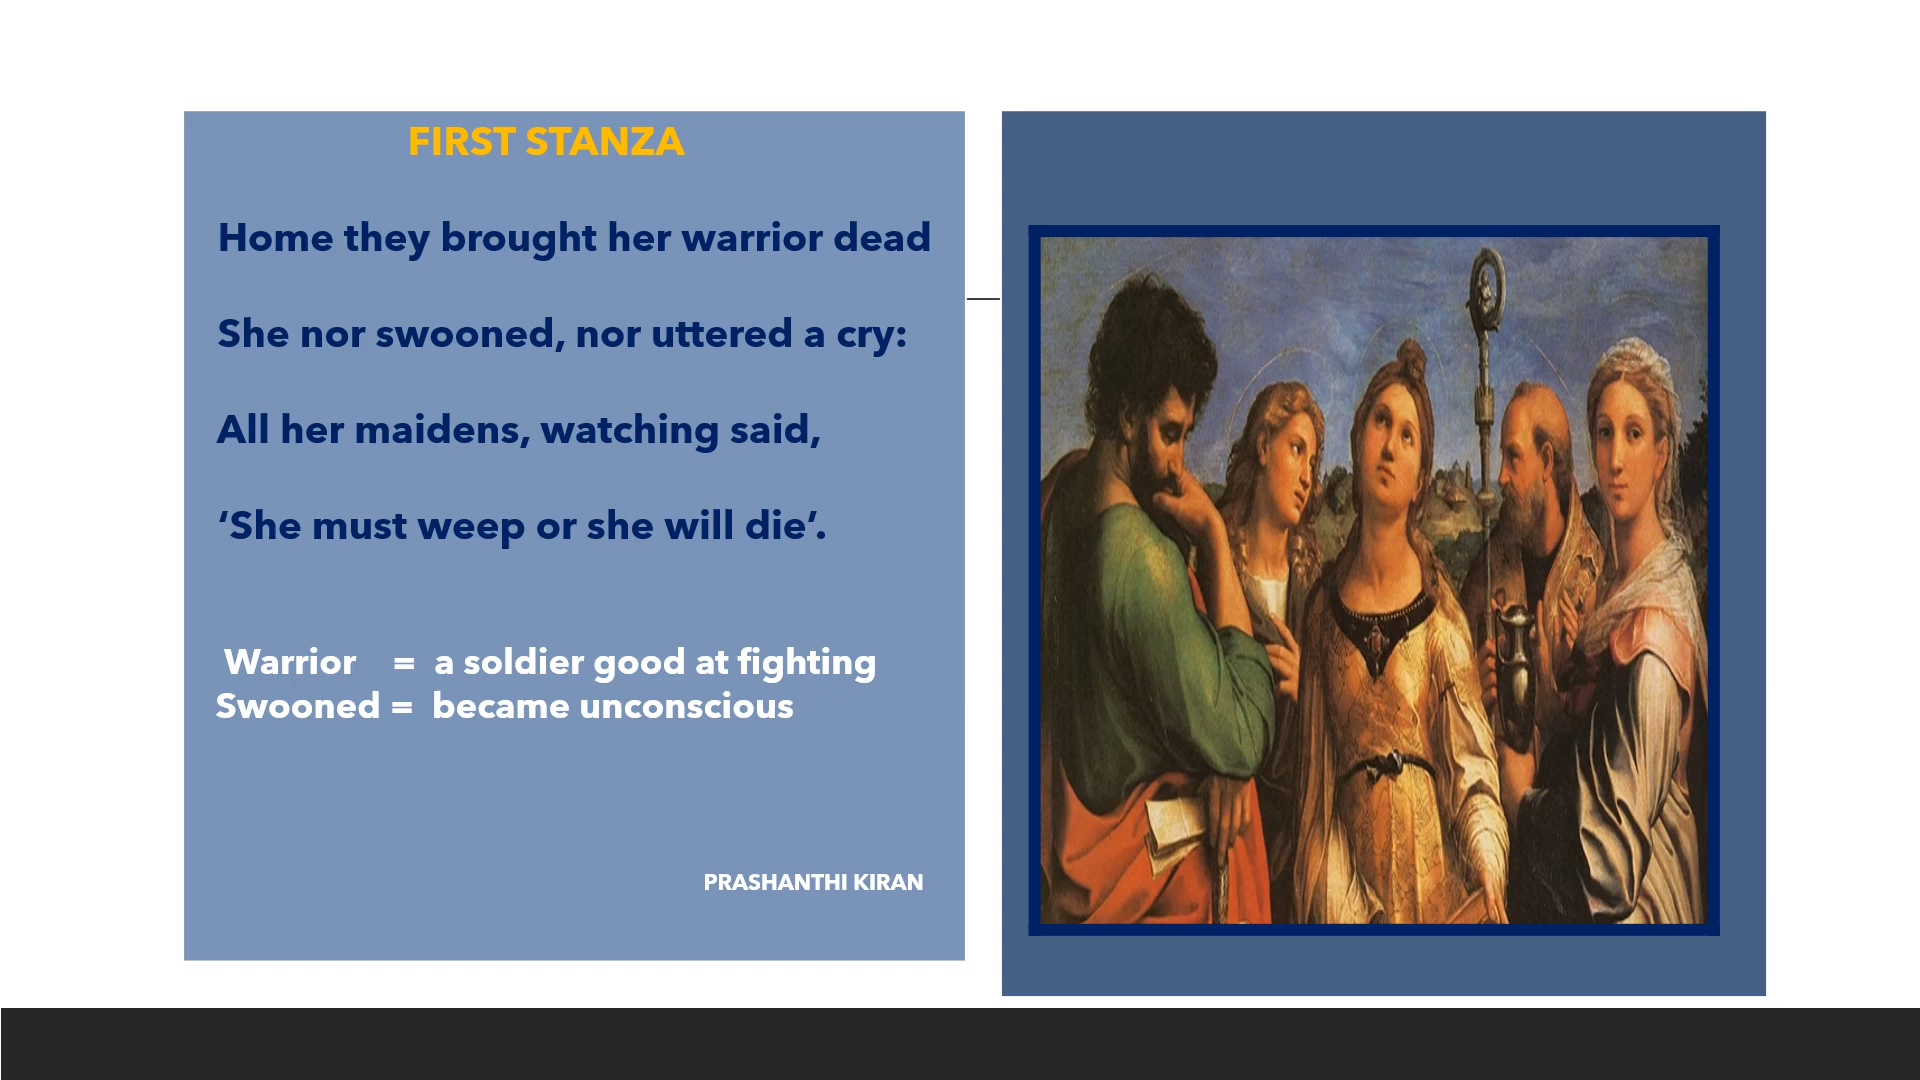 FIRST STANZA
Home they brought her warrior dead
She nor swooned, nor uttered a cry:
All her maidens, watching said,
‘She must weep or she will die’.
Warrior = a soldier good at fighting
Swooned = became unconscious
PRASHANTHI KIRAN